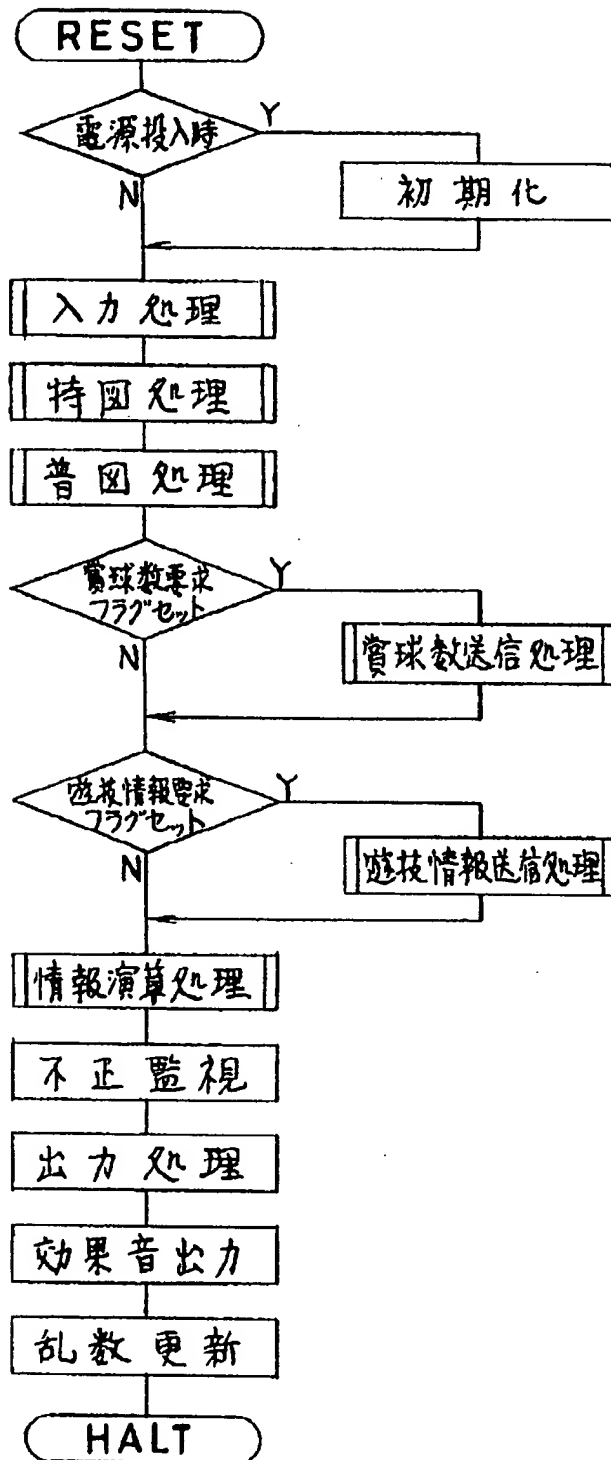 RESET
電源投入時
Y
N
初期化
入力処理
特図処理
普図処理
賞球数要求
フラグセット
Y
N
賞球数送信処理
遊技情報要求
フラグセット
Y
N
遊技情報送信処理
情報演算処理
不正監視
出力処理
効果音出力
乱数更新
HALT